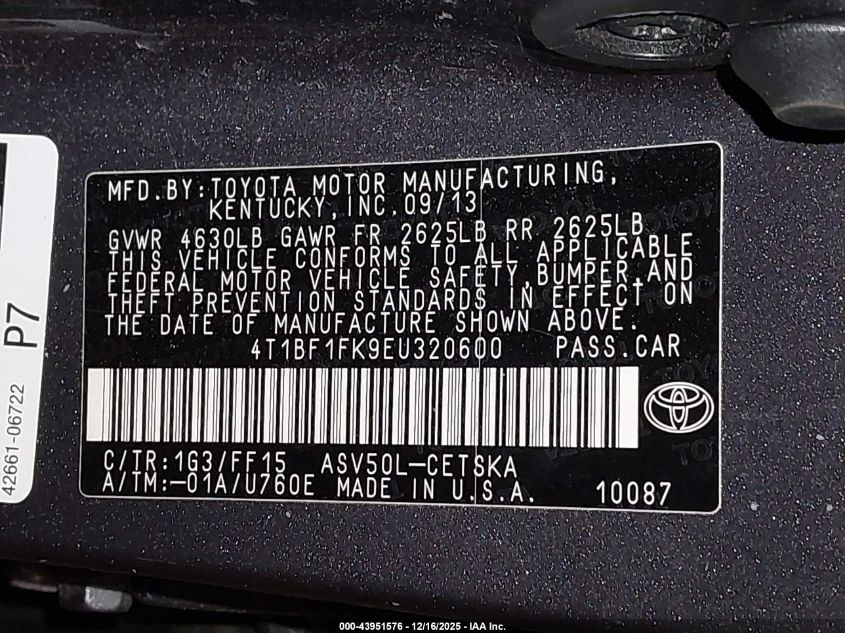 MFD.BY:TOYOTA MOTOR MANUFACTURING,
KENTUCKY,INC.09/13
GVWR 4630LB GAWR FR 2625LB RR 2625LB
THIS VEHICLE CONFORMS TO ALL APPLICABLE
FEDERAL MOTOR VEHICLE SAFETY,BUMPER,AND
THEFT PREVENTION STANDARDS IN EFFECT ON
THE DATE OF MANUFACTURE SHOWN ABOVE.
4T1BF1FK9EU320600 PASS.CAR
C/TR:1G3/FF15 ASV50L-CETSKA
A/TM:-01A/U760E MADE IN U.S.A. 10087
P7
42661-06722
000-43951576 - 12/16/2025 - IAA Inc.